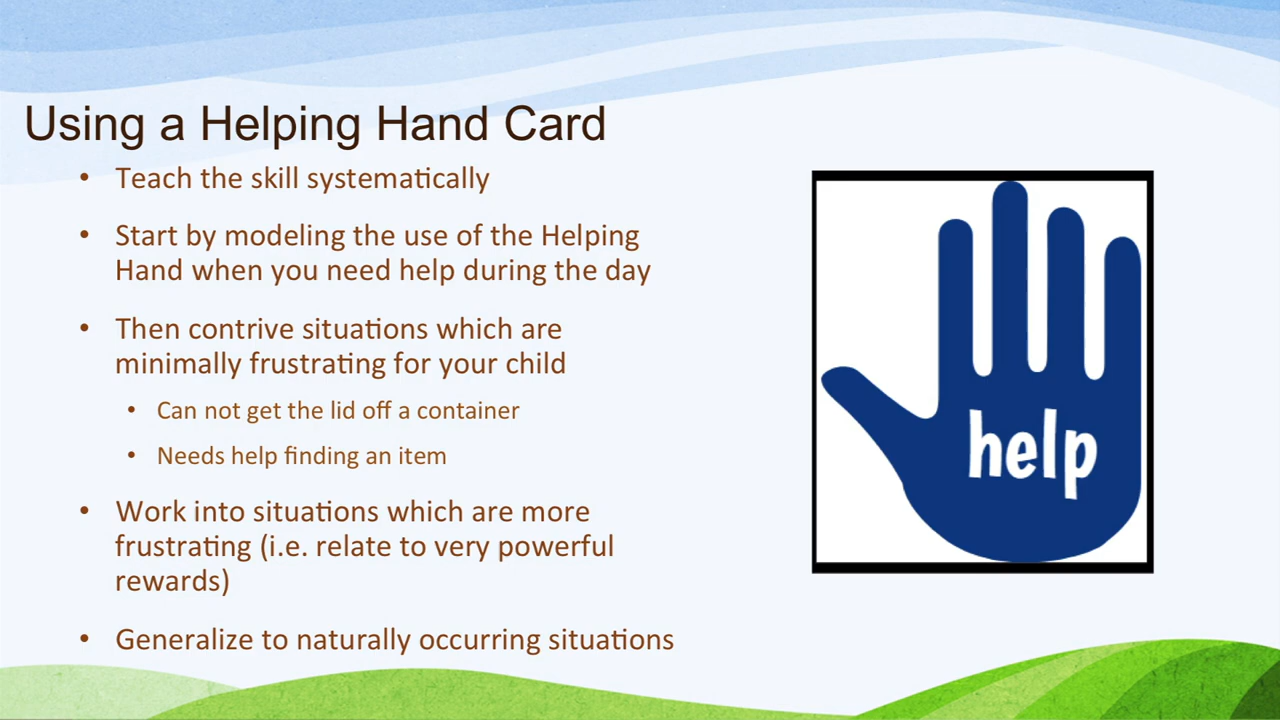 Using a Helping Hand Card
• Teach the skill systematically
• Start by modeling the use of the Helping
Hand when you need help during the day
• Then contrive situations which are
minimally frustrating for your child
• Can not get the lid off a container
• Needs help finding an item
• Work into situations which are more
frustrating (i.e. relate to very powerful
rewards)
• Generalize to naturally occurring situations
help